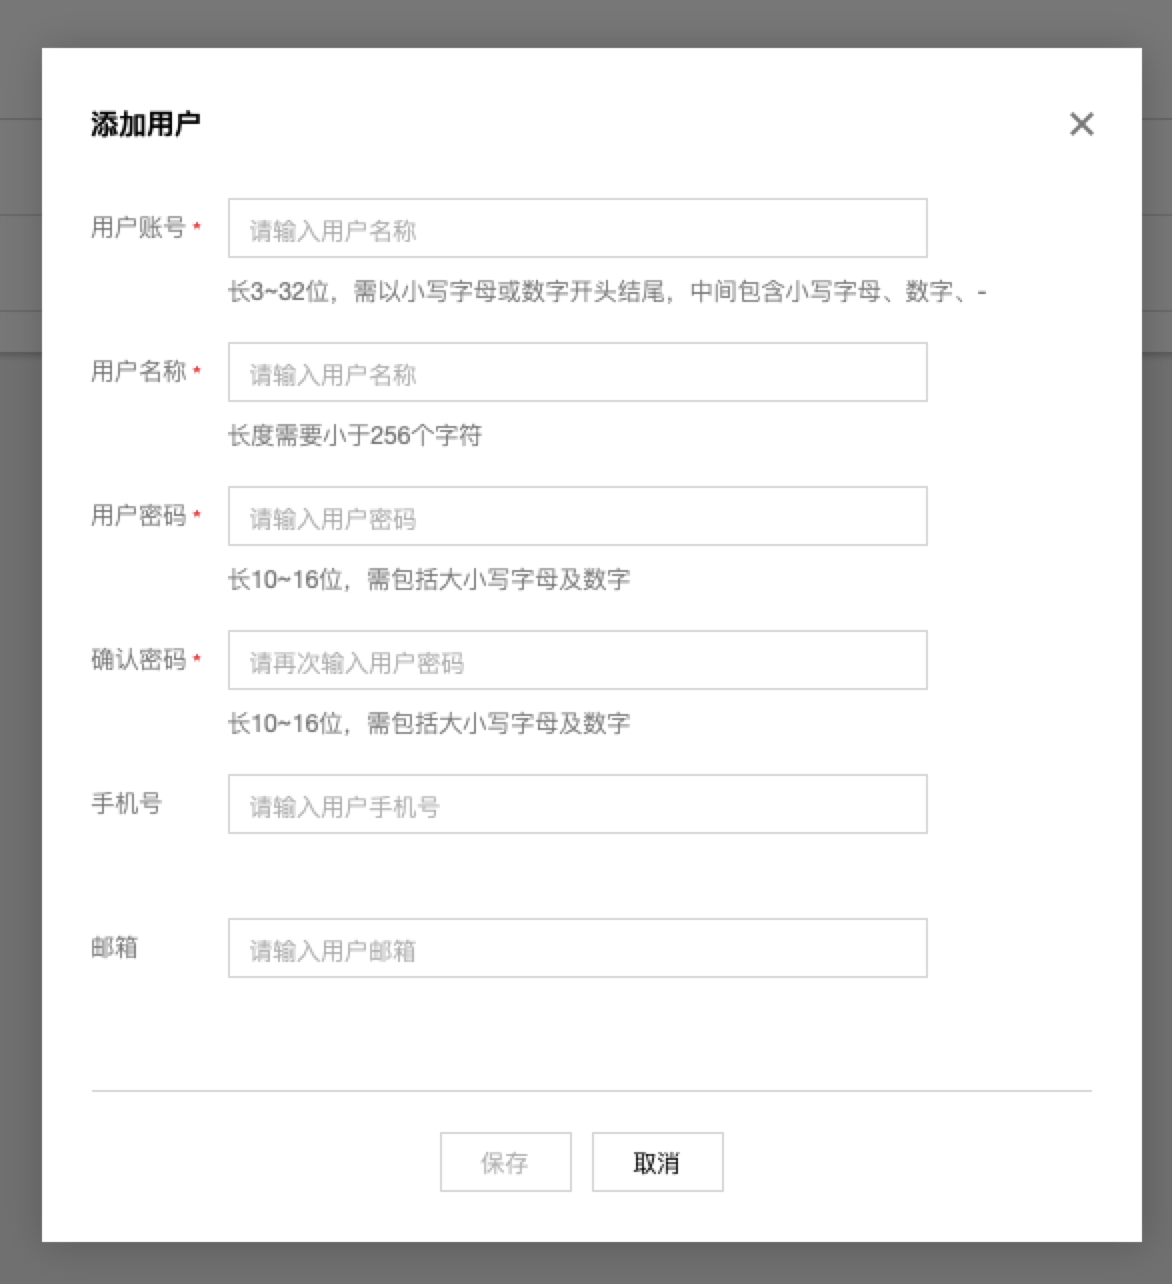 添加用户
用户账号 *
请输入用户名称
长3~32位，需以小写字母或数字开头结尾，中间包含小写字母、数字、-
用户名称 *
请输入用户名称
长度需要小于256个字符
用户密码 *
请输入用户密码
长10~16位，需包括大小写字母及数字
确认密码 *
请再次输入用户密码
长10~16位，需包括大小写字母及数字
手机号
请输入用户手机号
邮箱
请输入用户邮箱
保存
取消